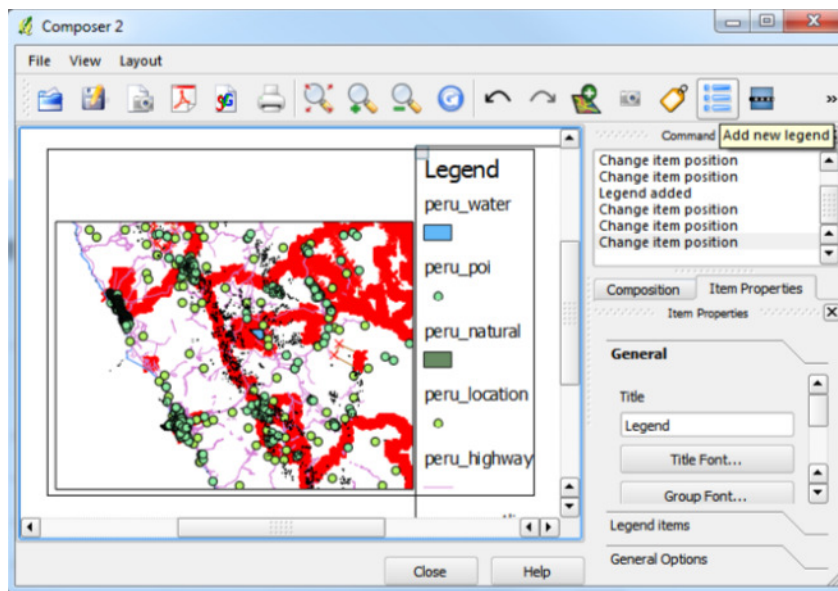 Composer 2
File View Layout
Add new legend
Command
Change item position
Change item position
Legend added
Change item position
Change item position
Change item position
Legend
peru_water
peru_poi
peru_natural
peru_location
peru_highway
Composition Item Properties
Item Properties
General
Title
Legend
Title Font...
Group Font...
Legend items
General Options
Close Help